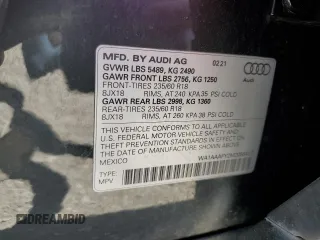 MFD. BY AUDI AG 02.21
GVWR LBS 5489, KG 2490
GAWR FRONT LBS 2756, KG 1250
FRONT-TIRES 235/60 R18
8JX18 RIMS, AT 240 KPA/35 PSI COLD
GAWR REAR LBS 2998, KG 1360
REAR-TIRES 235/60 R18
8JX18 RIMS, AT 260 KPA/38 PSI COLD
THIS VEHICLE CONFORMS TO ALL APPLICABLE
U.S. FEDERAL MOTOR VEHICLE SAFETY AND
THEFT PREVENTION STANDARDS IN EFFECT ON
THE DATE OF MANUFACTURE SHOWN ABOVE.
MEXICO
TYPE:
MPV
AUTOBIDMASTER